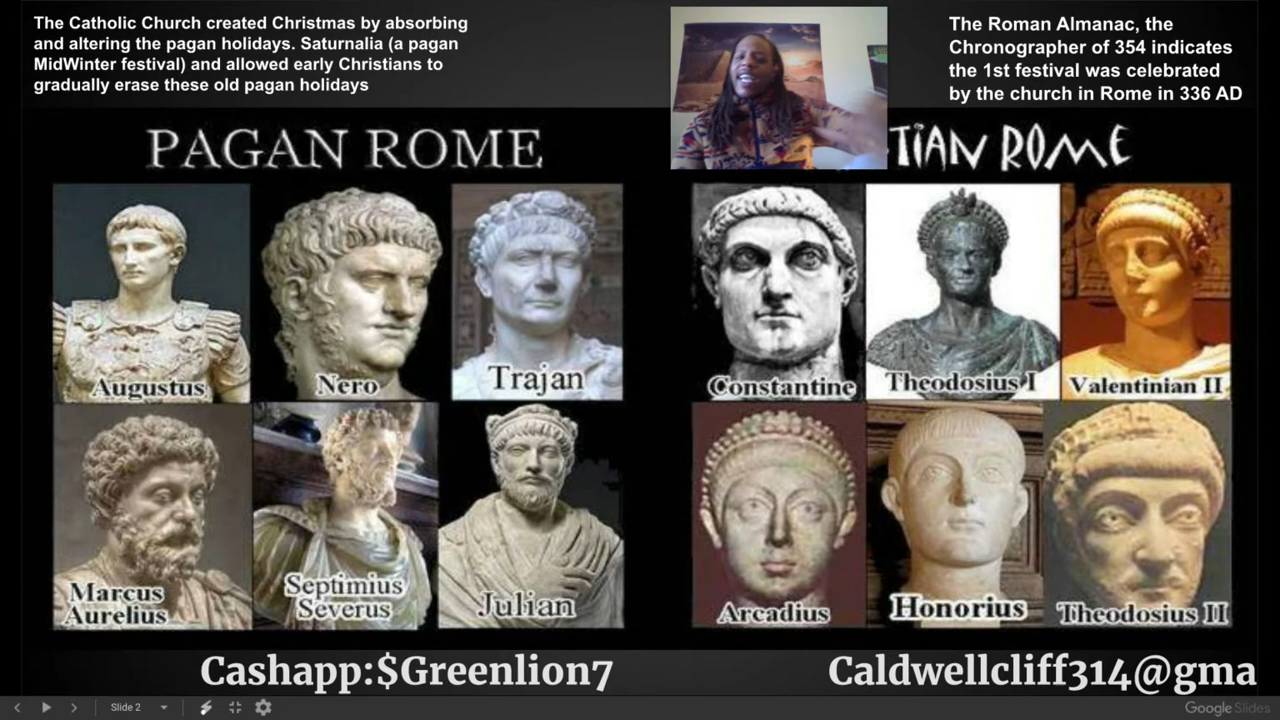 The Catholic Church created Christmas by absorbing
and altering the pagan holidays. Saturnalia (a pagan
MidWinter festival) and allowed early Christians to
gradually erase these old pagan holidays
The Roman Almanac, the
Chronographer of 354 indicates
the 1st festival was celebrated
by the church in Rome in 336 AD
PAGAN ROME
TIAN ROME
Augustus
Nero
Trajan
Constantine
Theodosius I
Valentinian II
Marcus
Aurelius
Septimius
Severus
Julian
Arcadius
Honorius
Theodosius II
Cashapp:$Greenlion7
Caldwellcliff314@gma
Slide 2
Google Slides